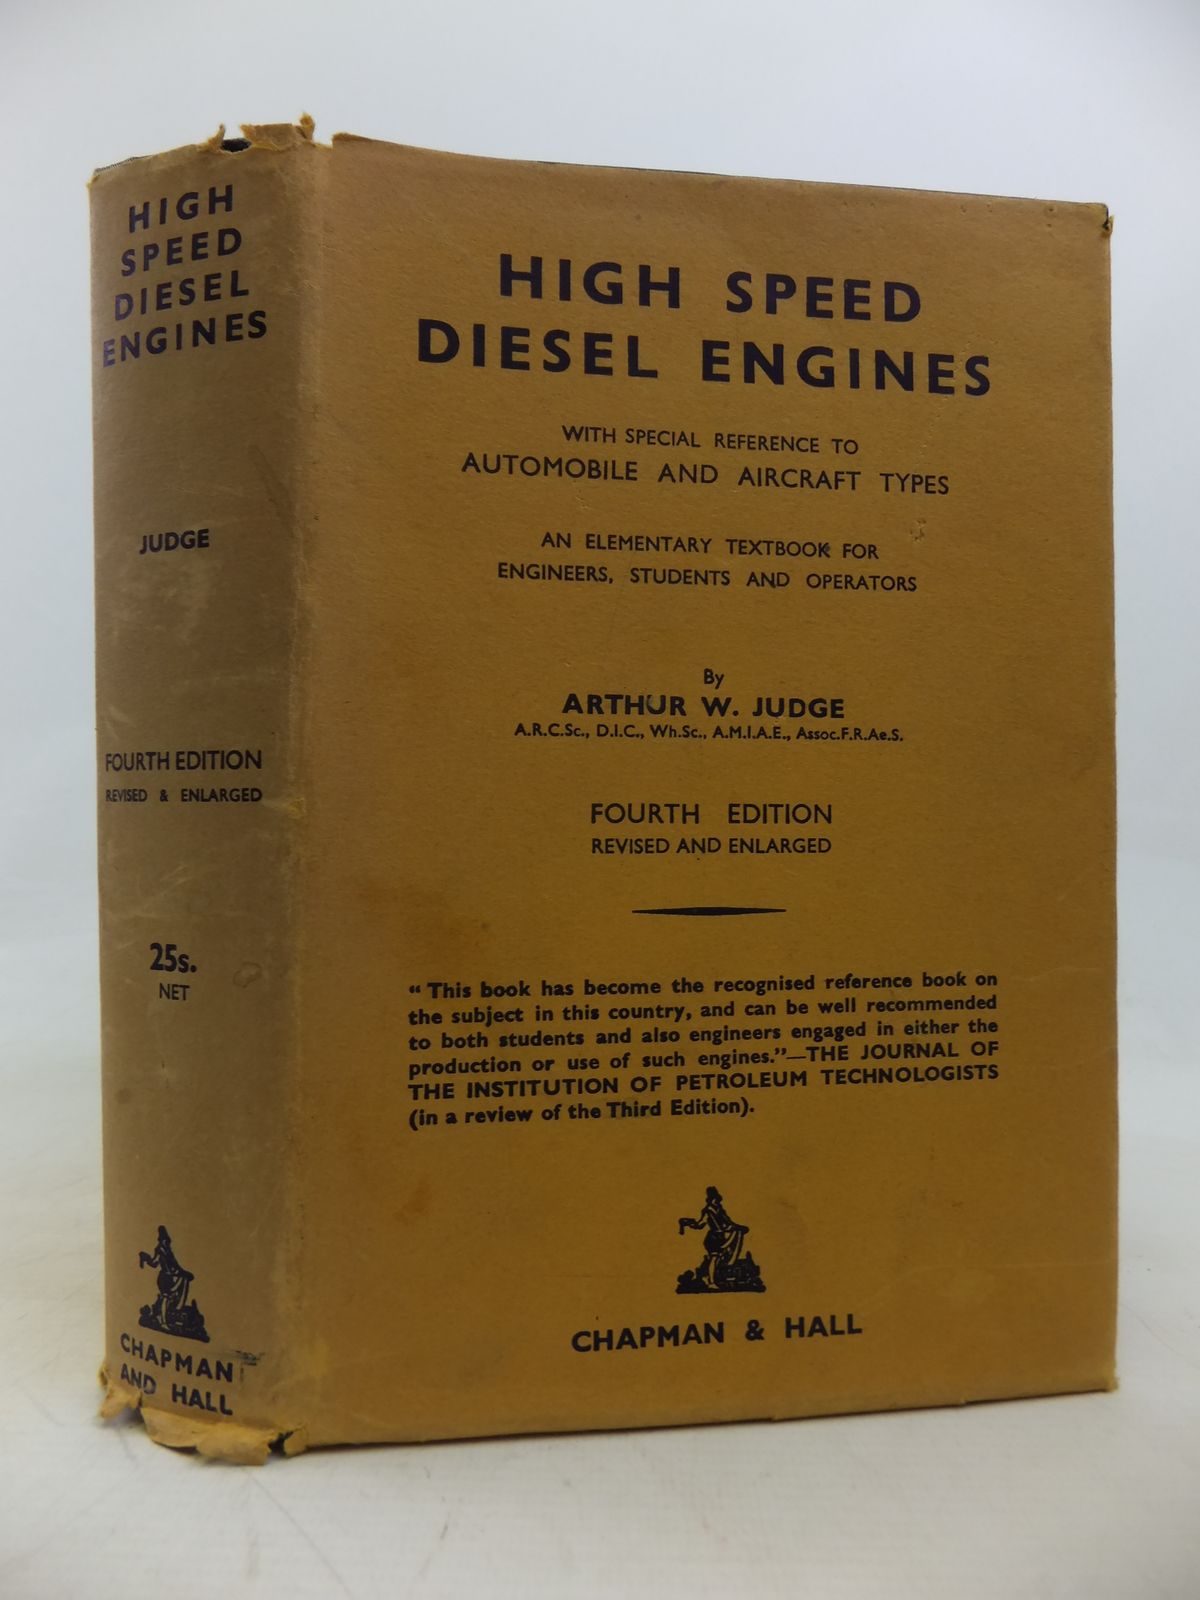 HIGH
SPEED
DIESEL
ENGINES
JUDGE
FOURTH EDITION
REVISED & ENLARGED
25s.
NET
CHAPMAN
AND HALL
HIGH SPEED
DIESEL ENGINES
WITH SPECIAL REFERENCE TO
AUTOMOBILE AND AIRCRAFT TYPES
AN ELEMENTARY TEXTBOOK FOR
ENGINEERS, STUDENTS AND OPERATORS
By
ARTHUR W. JUDGE
A.R.C.Sc., D.I.C., Wh.Sc., A.M.I.A.E., Assoc.F.R.Ae.S.
FOURTH EDITION
REVISED AND ENLARGED
“This book has become the recognised reference book on
the subject in this country, and can be well recommended
to both students and also engineers engaged in either the
production or use of such engines.”—THE JOURNAL OF
THE INSTITUTION OF PETROLEUM TECHNOLOGISTS
(in a review of the Third Edition).
CHAPMAN & HALL